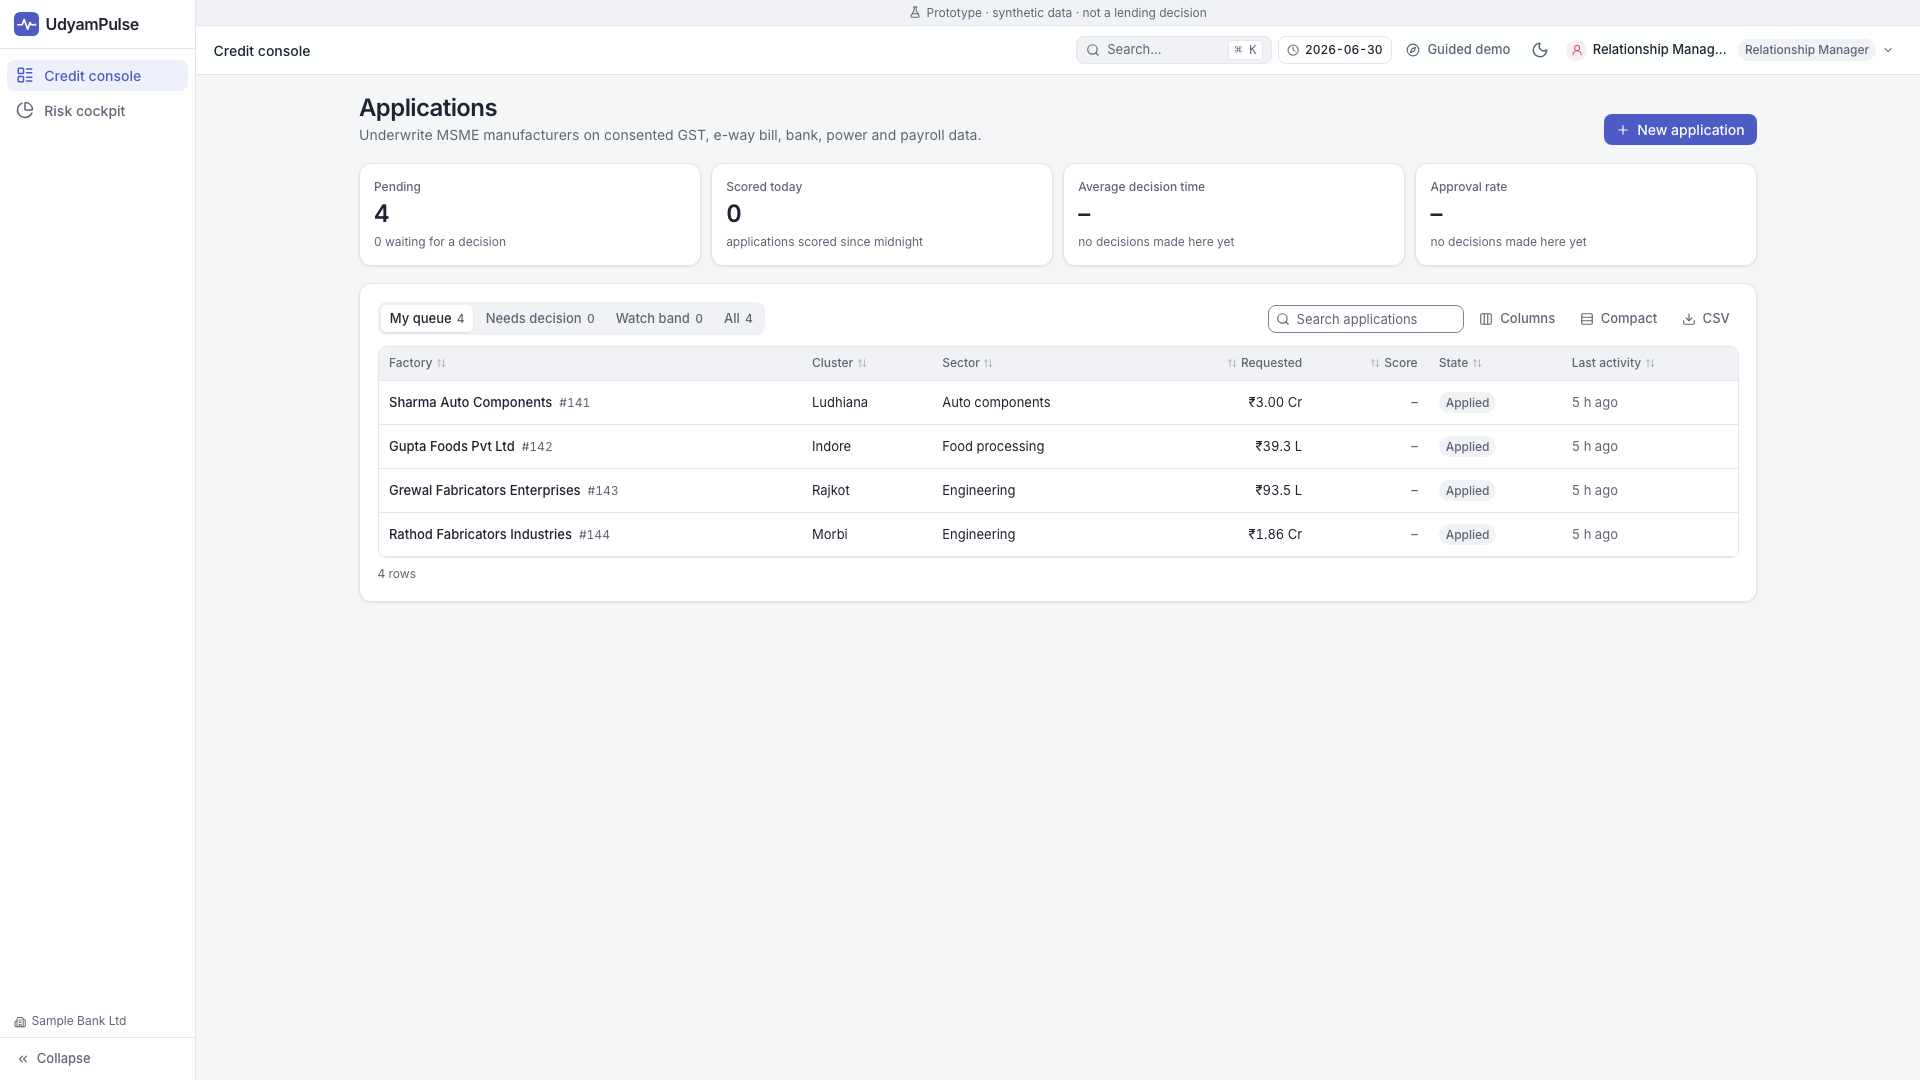 UdyamPulse
Prototype · synthetic data · not a lending decision
Credit console
Search...
⌘ K
2026-06-30
Guided demo
Relationship Manag...
Relationship Manager
Credit console
Risk cockpit
Applications
Underwrite MSME manufacturers on consented GST, e-way bill, bank, power and payroll data.
+ New application
Pending
4
0 waiting for a decision
Scored today
0
applications scored since midnight
Average decision time
–
no decisions made here yet
Approval rate
–
no decisions made here yet
My queue 4 Needs decision 0 Watch band 0 All 4
Search applications
Columns
Compact
CSV
Factory Cluster Sector Requested Score State Last activity
Sharma Auto Components #141 Ludhiana Auto components ₹3.00 Cr – Applied 5 h ago
Gupta Foods Pvt Ltd #142 Indore Food processing ₹39.3 L – Applied 5 h ago
Grewal Fabricators Enterprises #143 Rajkot Engineering ₹93.5 L – Applied 5 h ago
Rathod Fabricators Industries #144 Morbi Engineering ₹1.86 Cr – Applied 5 h ago
4 rows
Sample Bank Ltd
Collapse